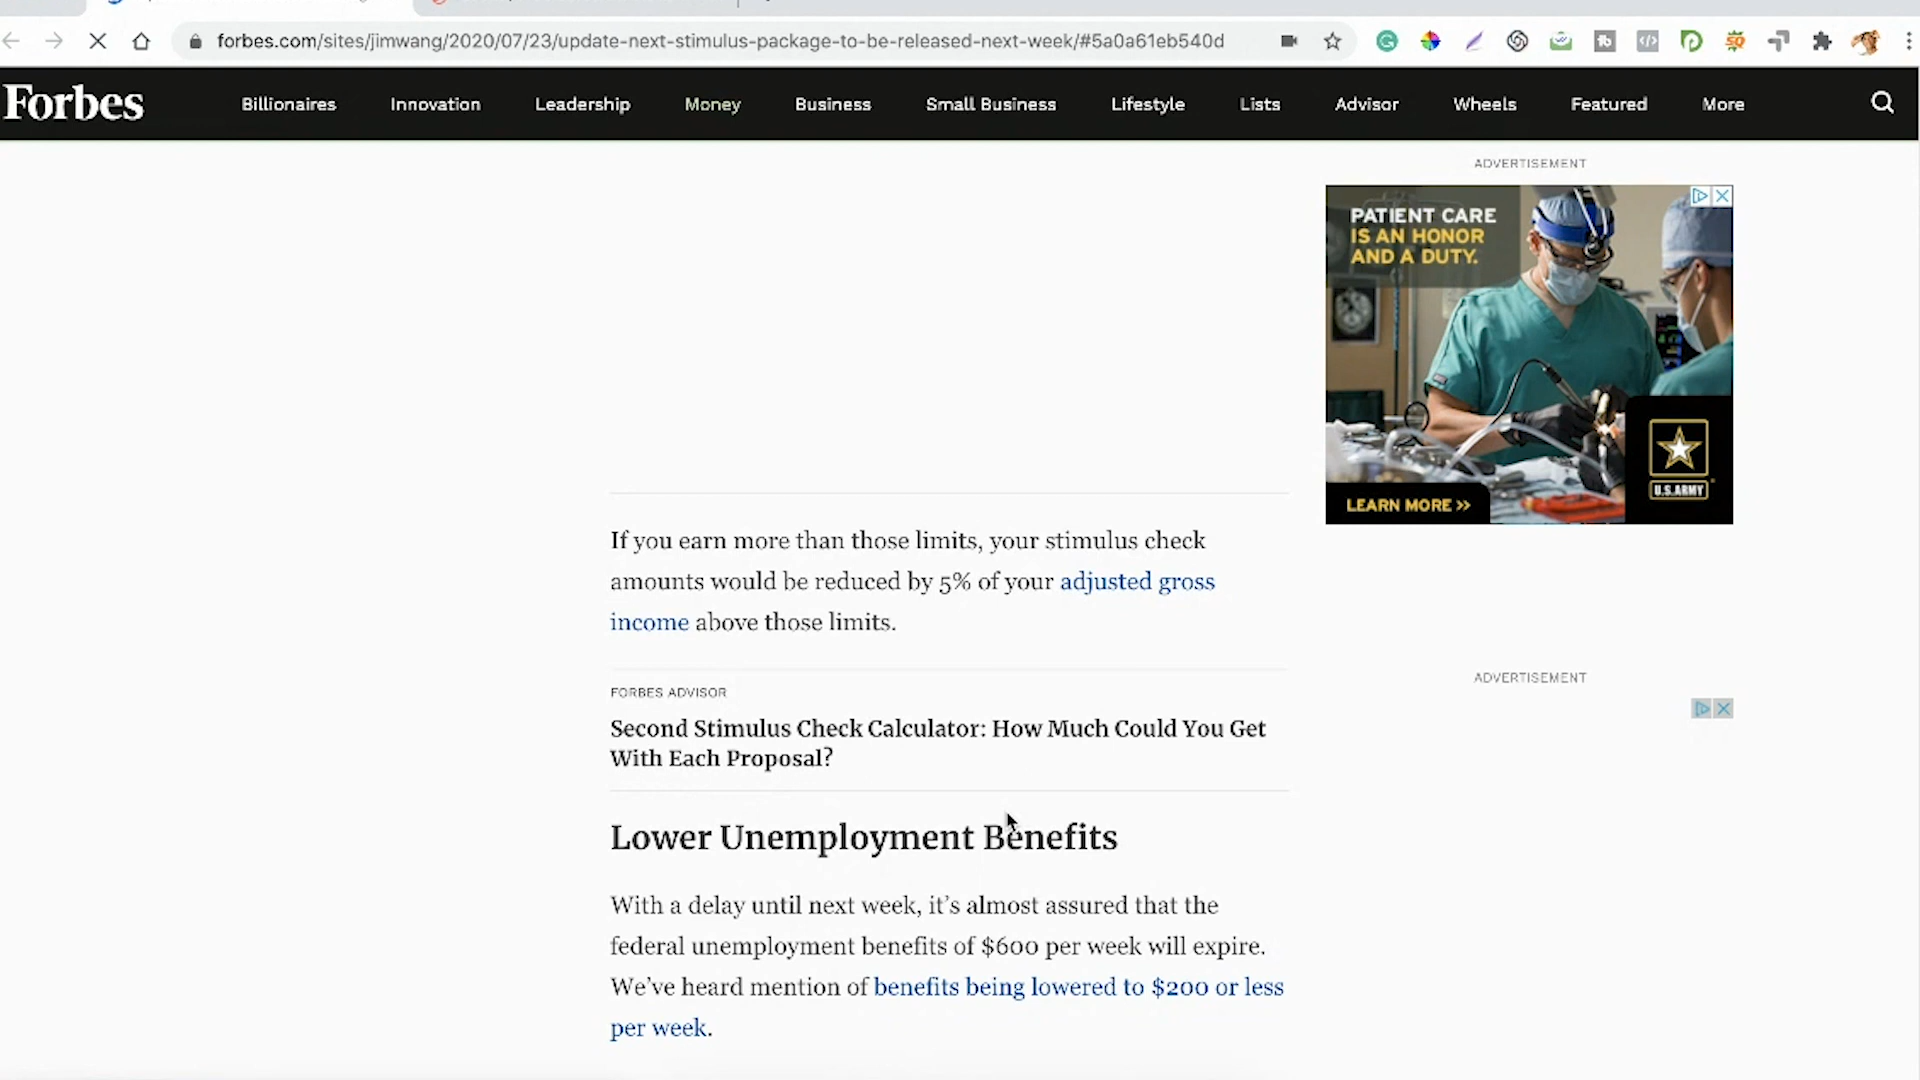 forbes.com/sites/jimwang/2020/07/23/update-next-stimulus-package-to-be-released-next-week/#5a0a61eb540d
Forbes
Billionaires Innovation Leadership Money Business Small Business Lifestyle Lists Advisor Wheels Featured More
ADVERTISEMENT
PATIENT CARE
IS AN HONOR
AND A DUTY.
U.S.ARMY
LEARN MORE >>
If you earn more than those limits, your stimulus check
amounts would be reduced by 5% of your adjusted gross
income above those limits.
ADVERTISEMENT
FORBES ADVISOR
Second Stimulus Check Calculator: How Much Could You Get
With Each Proposal?
Lower Unemployment Benefits
With a delay until next week, it’s almost assured that the
federal unemployment benefits of $600 per week will expire.
We’ve heard mention of benefits being lowered to $200 or less
per week.